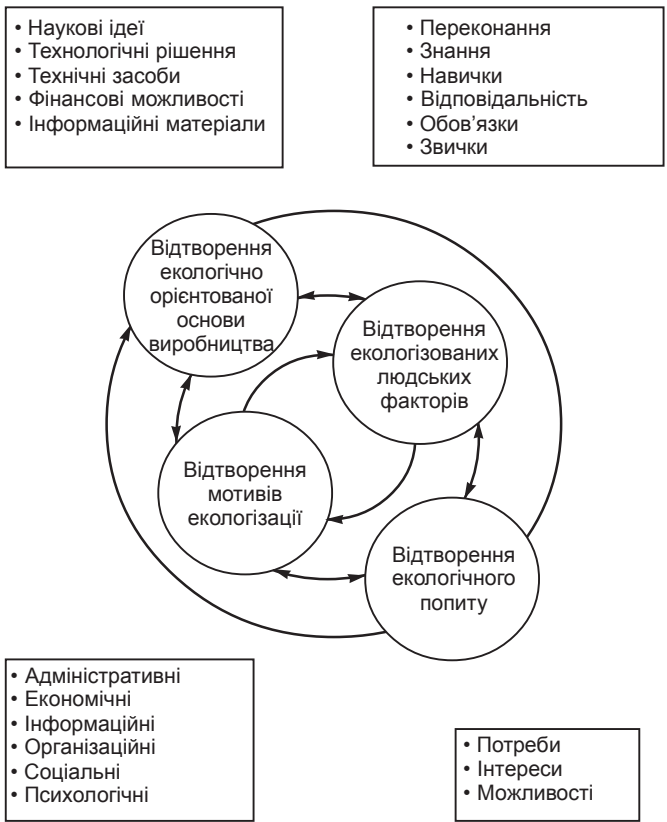 • Наукові ідеї
• Технологічні рішення
• Технічні засоби
• Фінансові можливості
• Інформаційні матеріали
• Переконання
• Знання
• Навички
• Відповідальність
• Обов’язки
• Звички
Відтворення
екологічно
орієнтованої
основи
виробництва
Відтворення
екологізованих
людських
факторів
Відтворення
мотивів
екологізації
Відтворення
екологічного
попиту
• Адміністративні
• Економічні
• Інформаційні
• Організаційні
• Соціальні
• Психологічні
• Потреби
• Інтереси
• Можливості